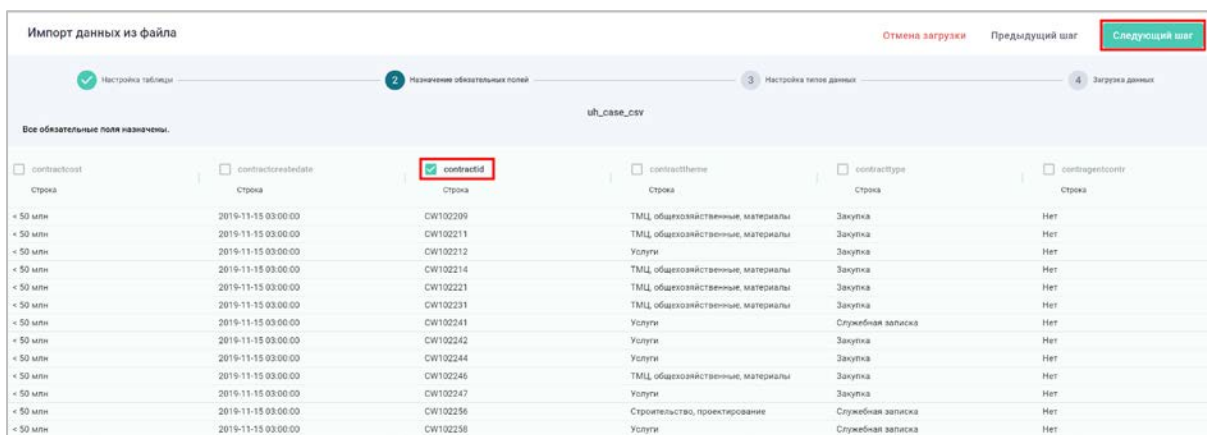 Импорт данных из файла Отмена загрузки Предыдущий шаг Следующий шаг
Настройка таблицы 2 Назначение обязательных полей 3 Настройка типов данных 4 Загрузка данных
uh_case_csv
Все обязательные поля назначены.
contractcost contractcreatedate contractid contracttheme contracttype contragentcontr
Строка Строка Строка Строка Строка Строка
< 50 млн 2019-11-15 03:00:00 CW102209 ТМЦ, общехозяйственные, материалы Закупка Нет
< 50 млн 2019-11-15 03:00:00 CW102211 ТМЦ, общехозяйственные, материалы Закупка Нет
< 50 млн 2019-11-15 03:00:00 CW102212 Услуги Закупка Нет
< 50 млн 2019-11-15 03:00:00 CW102214 ТМЦ, общехозяйственные, материалы Закупка Нет
< 50 млн 2019-11-15 03:00:00 CW102221 ТМЦ, общехозяйственные, материалы Закупка Нет
< 50 млн 2019-11-15 03:00:00 CW102231 ТМЦ, общехозяйственные, материалы Закупка Нет
< 50 млн 2019-11-15 03:00:00 CW102241 Услуги Служебная записка Нет
< 50 млн 2019-11-15 03:00:00 CW102242 Услуги Закупка Нет
< 50 млн 2019-11-15 03:00:00 CW102244 Услуги Закупка Нет
< 50 млн 2019-11-15 03:00:00 CW102246 ТМЦ, общехозяйственные, материалы Закупка Нет
< 50 млн 2019-11-15 03:00:00 CW102247 Услуги Закупка Нет
< 50 млн 2019-11-15 03:00:00 CW102256 Строительство, проектирование Служебная записка Нет
< 50 млн 2019-11-15 03:00:00 CW102258 Услуги Служебная записка Нет